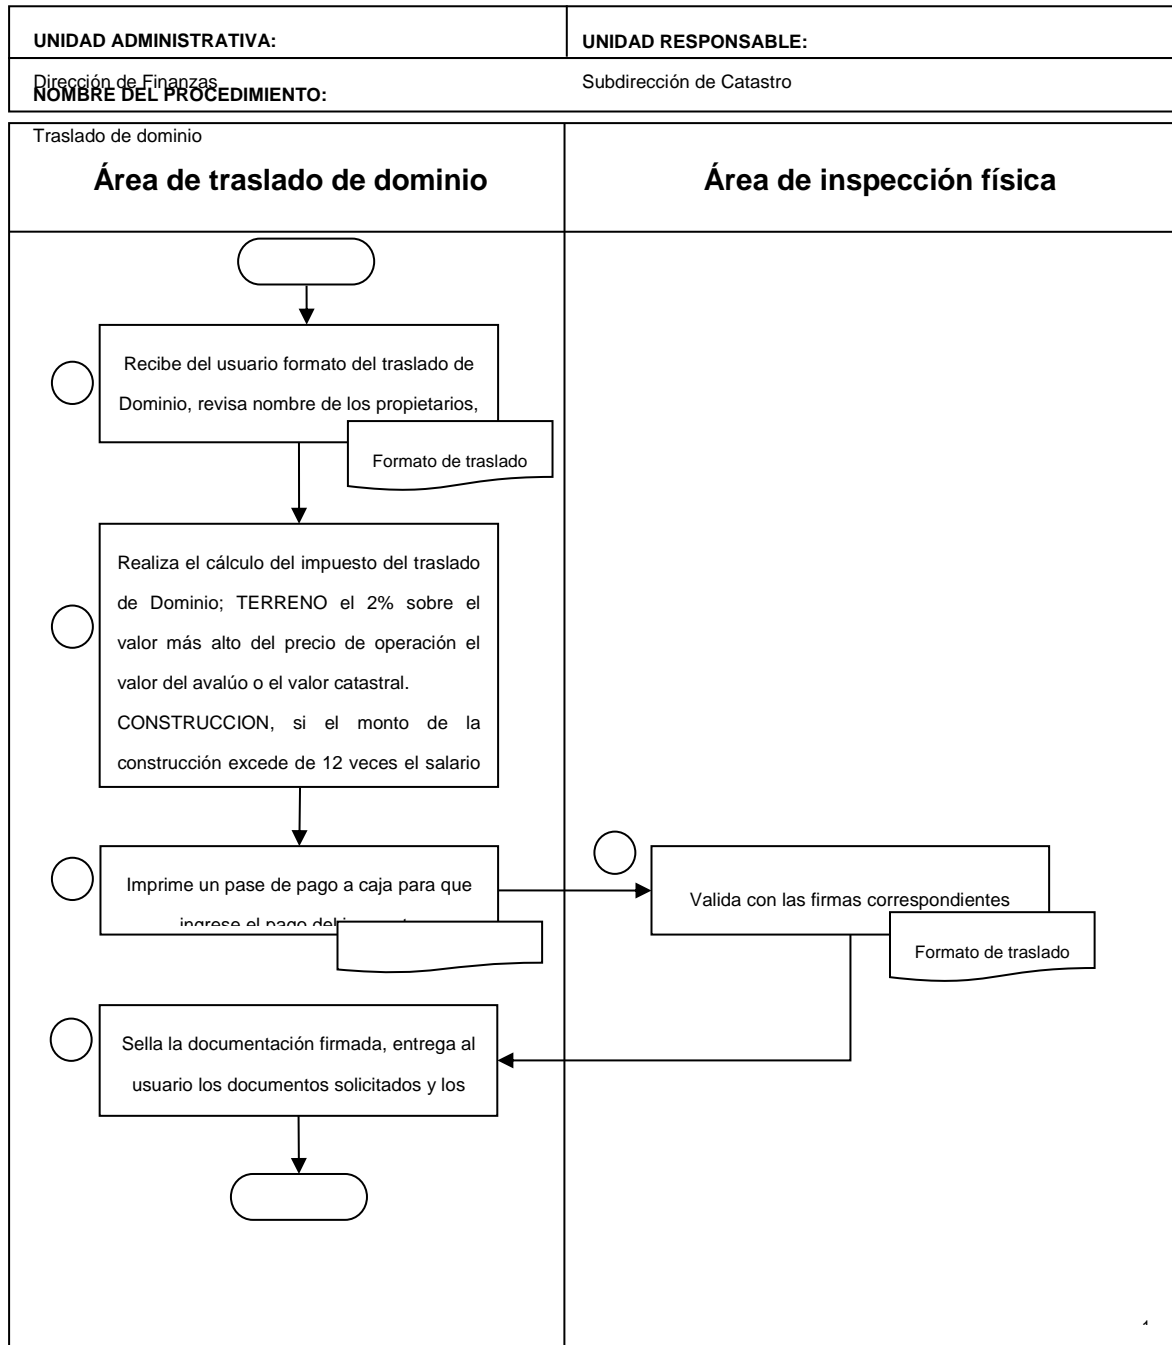 UNIDAD ADMINISTRATIVA:
UNIDAD RESPONSABLE:
Dirección de Finanzas
Subdirección de Catastro
NOMBRE DEL PROCEDIMIENTO:
Traslado de dominio
Área de traslado de dominio
Área de inspección física
Recibe del usuario formato del traslado de
Dominio, revisa nombre de los propietarios,
Formato de traslado
Realiza el cálculo del impuesto del traslado
de Dominio; TERRENO el 2% sobre el
valor más alto del precio de operación el
valor del avalúo o el valor catastral.
CONSTRUCCION, si el monto de la
construcción excede de 12 veces el salario
Imprime un pase de pago a caja para que
ingrese el pago del
Valida con las firmas correspondientes
Formato de traslado
Sella la documentación firmada, entrega al
usuario los documentos solicitados y los